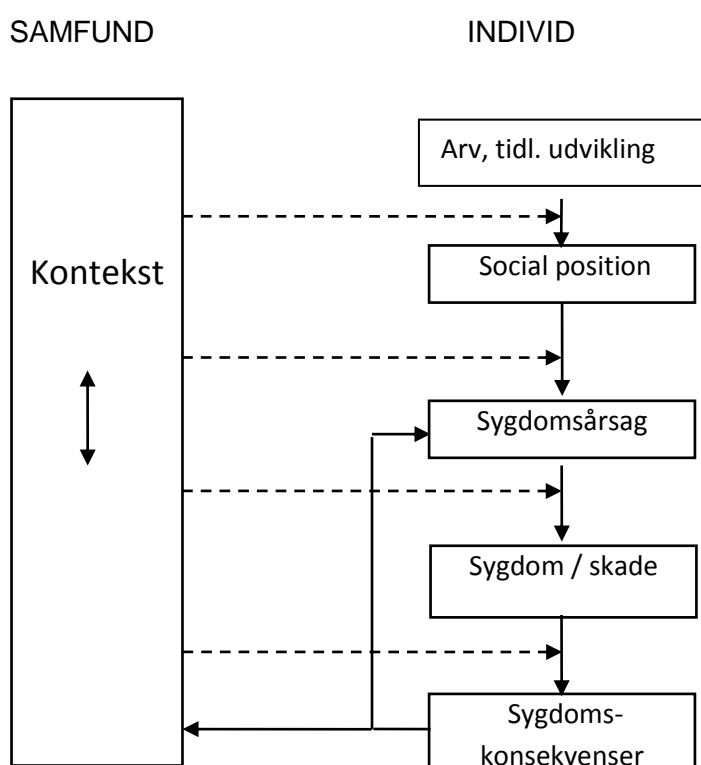 SAMFUND
INDIVID
Arv, tidl. udvikling
Kontekst
Social position
Sygdomsårsag
Sygdom / skade
Sygdoms-
konsekvenser